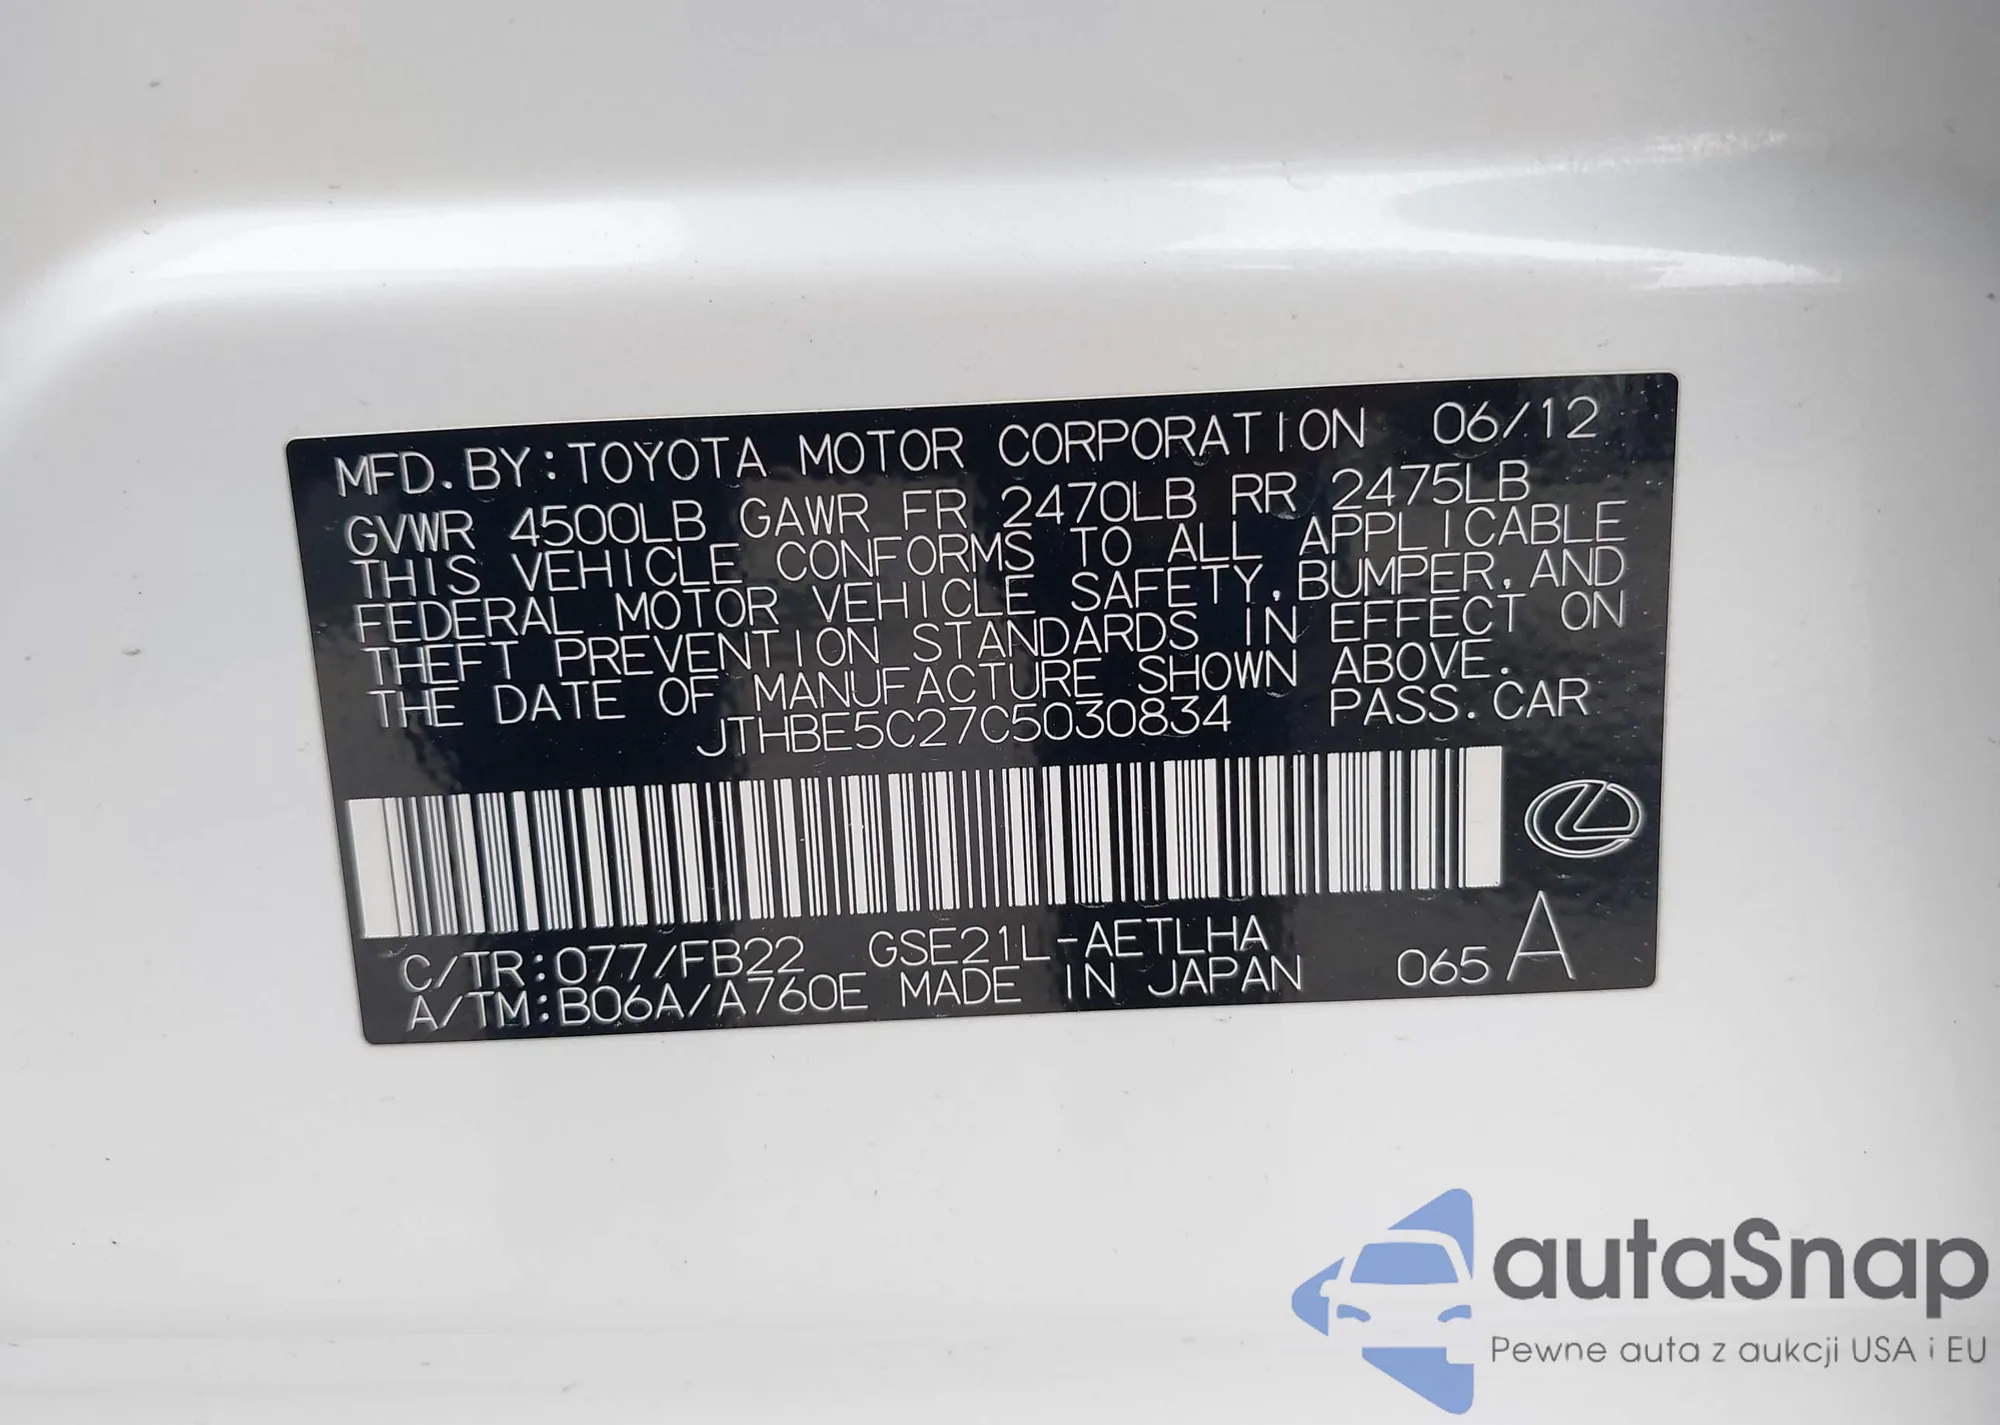 MFD.BY:TOYOTA MOTOR CORPORATION 06/12
GVWR 4500LB GAWR FR 2470LB RR 2475LB
THIS VEHICLE CONFORMS TO ALL APPLICABLE
FEDERAL MOTOR VEHICLE SAFETY,BUMPER,AND
THEFT PREVENTION STANDARDS IN EFFECT ON
THE DATE OF MANUFACTURE SHOWN ABOVE.
JTHBE5C27C5030834 PASS.CAR
C/TR:077/FB22 GSE21L-AETLHA
A/TM:B06A/A760E MADE IN JAPAN 065 A
autaSnap
Pewne auta z aukcji USA i EU